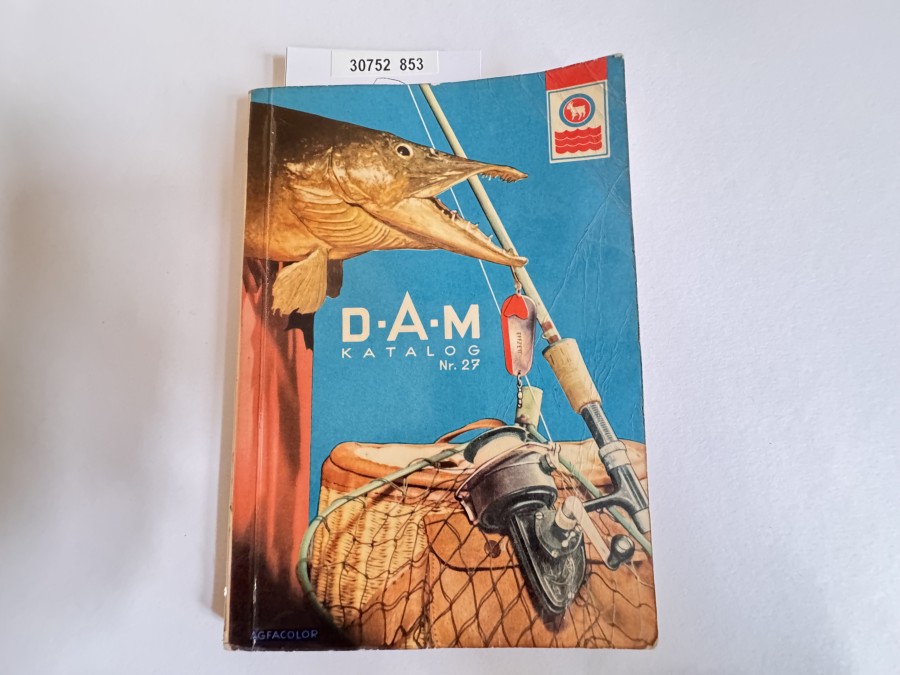 30752 853
D·A·M
KATALOG
Nr. 27
AGFACOLOR